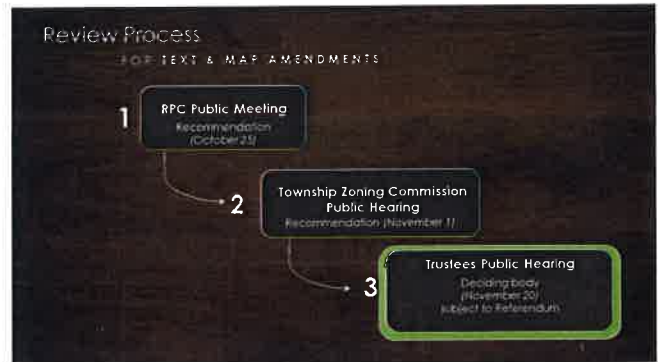 Review Process
FOR TEXT & MAP AMENDMENTS
1
RPC Public Meeting
Recommendation
(October 25)
2
Township Zoning Commission
Public Hearing
Recommendation (November 1)
3
Trustees Public Hearing
Deciding body
(November 20)
subject to Referendum